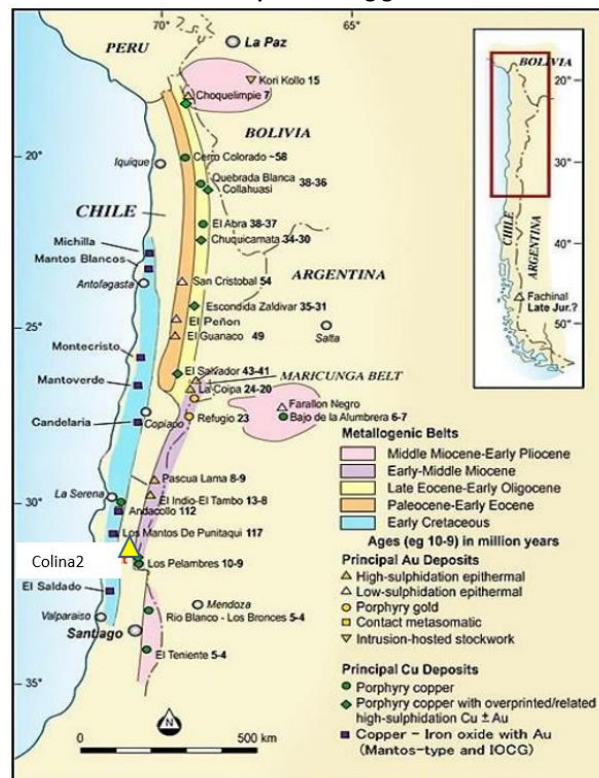 70°
65°
PERU
La Paz
Kori Kollo 15
Choquelimpie 7
BOLIVIA
20°
Iquique
Cerro Colorado ~58
Quebrada Blanca 38-36
Collahuasi
CHILE
El Abra 38-37
Chuquicamata 34-30
Michilla
Mantos Blancos
Antofagasta
San Cristobal 54
ARGENTINA
Escondida Zaldivar 35-31
25°
El Peñon
El Guanaco 49
Salta
Montecristo
Mantoverde
El Salvador 43-41
MARICUNGA BELT
La Coipa 24-20
Candelaria
Copiapo
Refugio 23
Farallon Negro
Bajo de la Alumbrera 6-7
Pascua Lama 8-9
La Serena
El Indio-El Tambo 13-8
30°
Andacollo 112
Los Mantos De Punitaqui 117
Colina2
Los Pelambres 10-9
El Saldado
Mendoza
Valparaiso
Rio Blanco - Los Bronces 5-4
Santiago
El Teniente 5-4
35°
N
0
500 km
BOLIVIA
20°
30°
CHILE
ARGENTINA
40°
Fachinal
Late Jur.?
50°
Metallogenic Belts
Middle Miocene-Early Pliocene
Early-Middle Miocene
Late Eocene-Early Oligocene
Paleocene-Early Eocene
Early Cretaceous
Ages (eg 10-9) in million years
Principal Au Deposits
High-sulphidation epithermal
Low-sulphidation epithermal
Porphyry gold
Contact metasomatic
Intrusion-hosted stockwork
Principal Cu Deposits
Porphyry copper
Porphyry copper with overprinted/related
high-sulphidation Cu ± Au
Copper - Iron oxide with Au
(Mantos-type and IOCG)